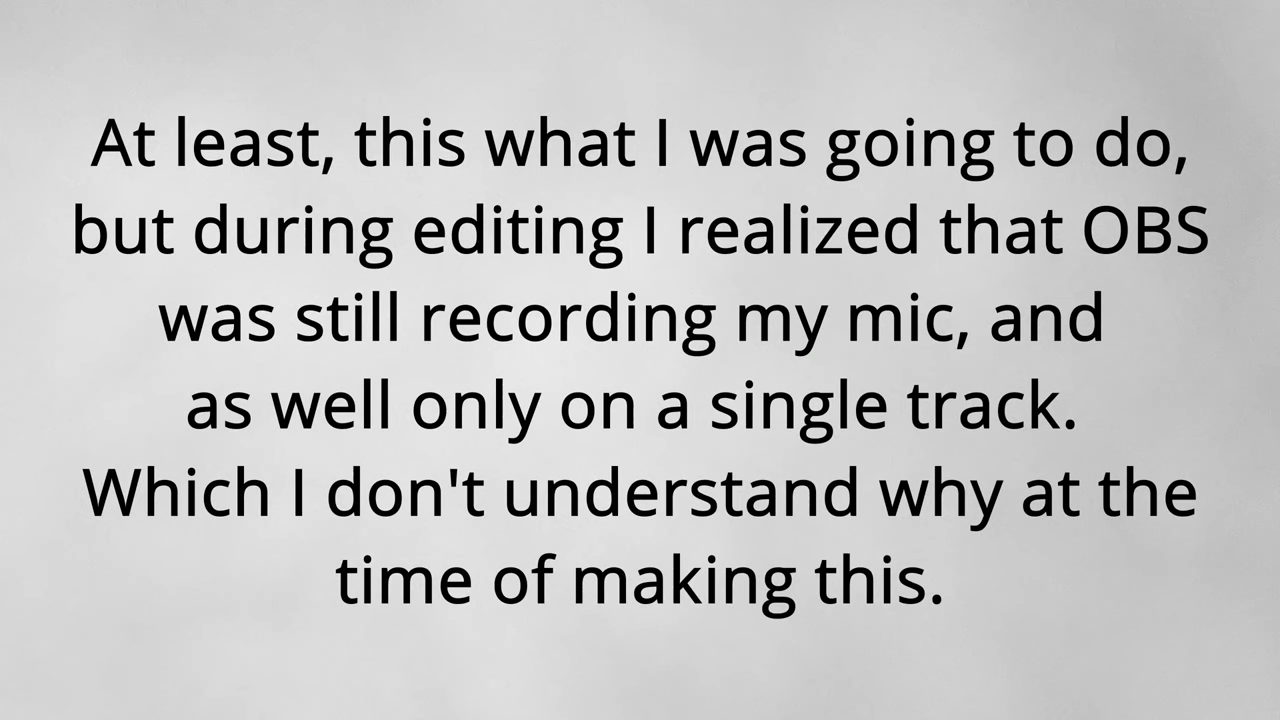 At least, this what I was going to do,
but during editing I realized that OBS
was still recording my mic, and
as well only on a single track.
Which I don't understand why at the
time of making this.